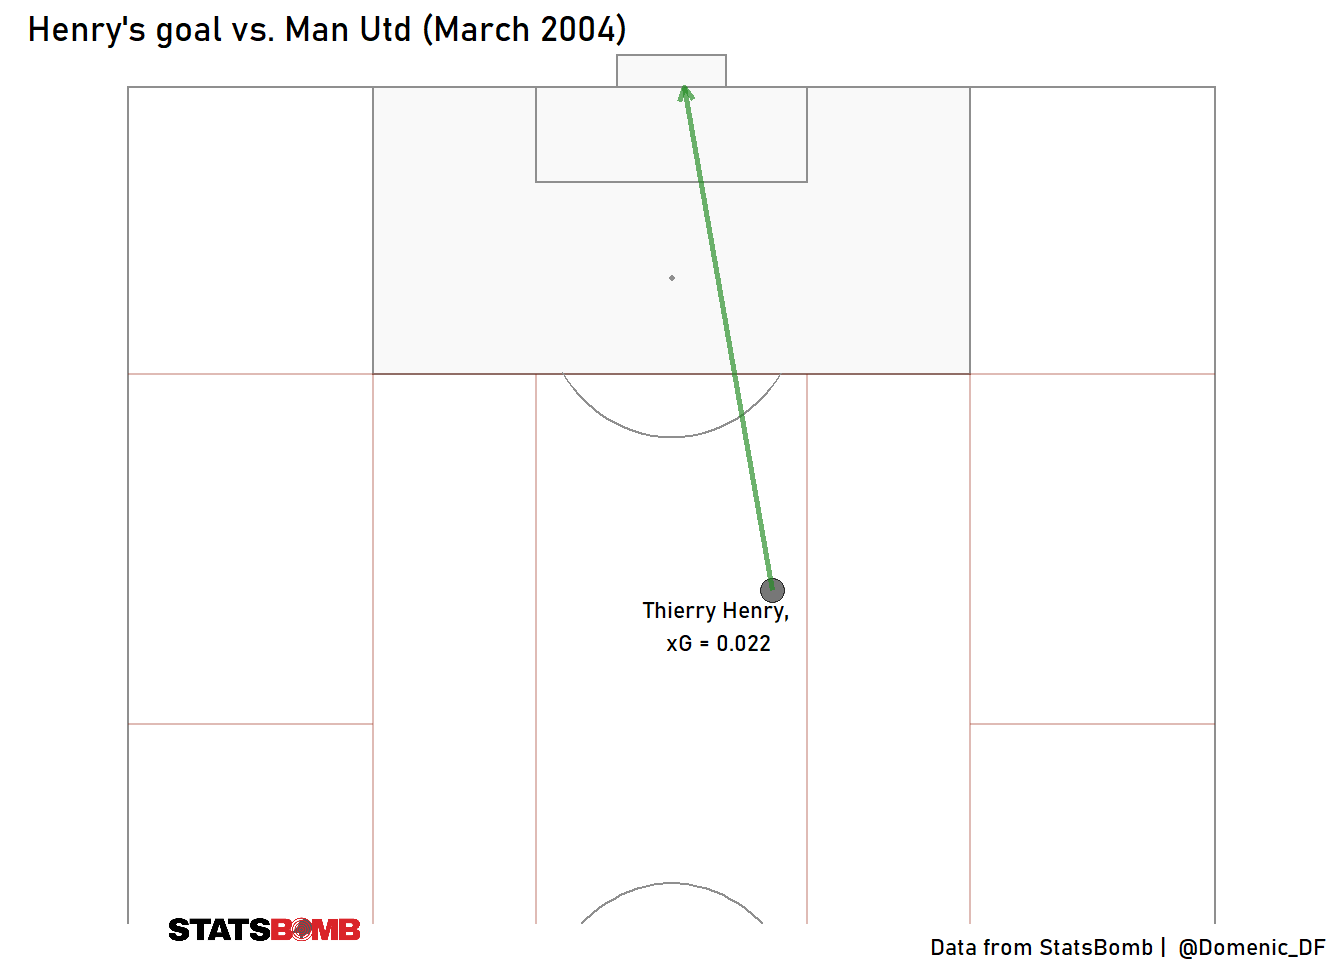 Henry's goal vs. Man Utd (March 2004)
Thierry Henry,
xG = 0.022
STATSBOMB
Data from StatsBomb | @Domenic_DF